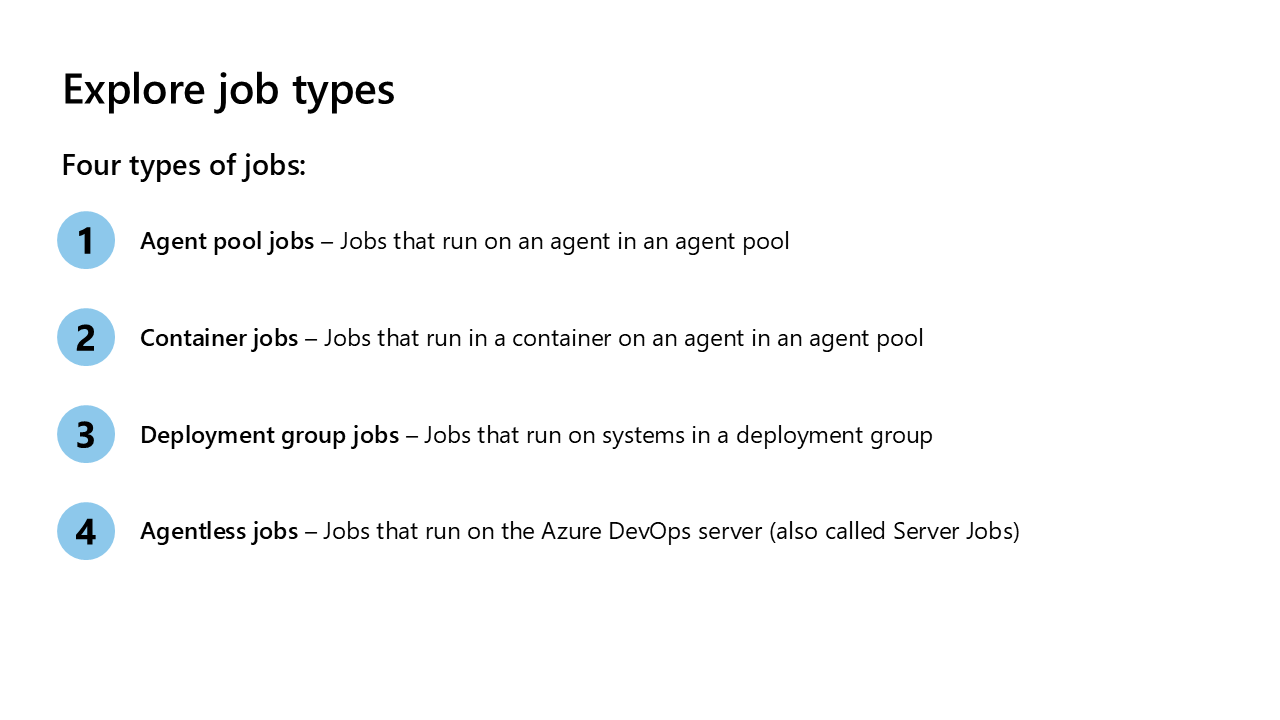 Explore job types
Four types of jobs:
1 Agent pool jobs – Jobs that run on an agent in an agent pool
2 Container jobs – Jobs that run in a container on an agent in an agent pool
3 Deployment group jobs – Jobs that run on systems in a deployment group
4 Agentless jobs – Jobs that run on the Azure DevOps server (also called Server Jobs)